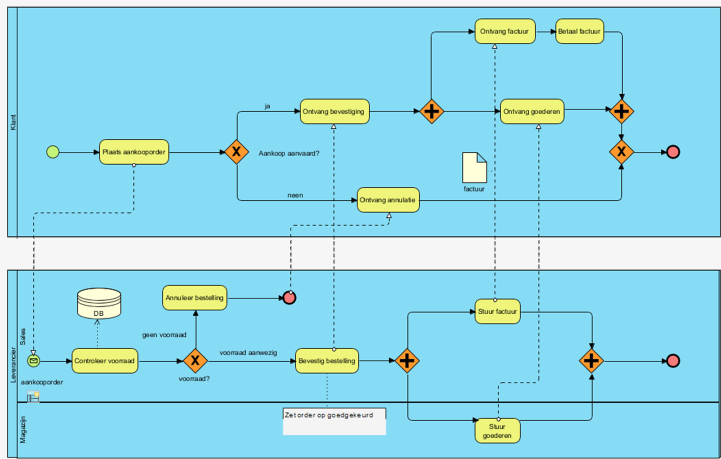 Klant
Ontvang factuur
Betaal factuur
ja
Ontvang bevestiging
Ontvang goederen
Plaats aankooporder
X
Aankoop aanvaard?
X
factuur
neen
Ontvang annulatie
Leverancier
Sales
DB
Annuleer bestelling
Stuur factuur
geen voorraad
voorraad aanwezig
Controleer voorraad
X
Bevestig bestelling
voorraad?
aankooporder
Magazijn
Zet order op goedgekeurd
Stuur
goederen